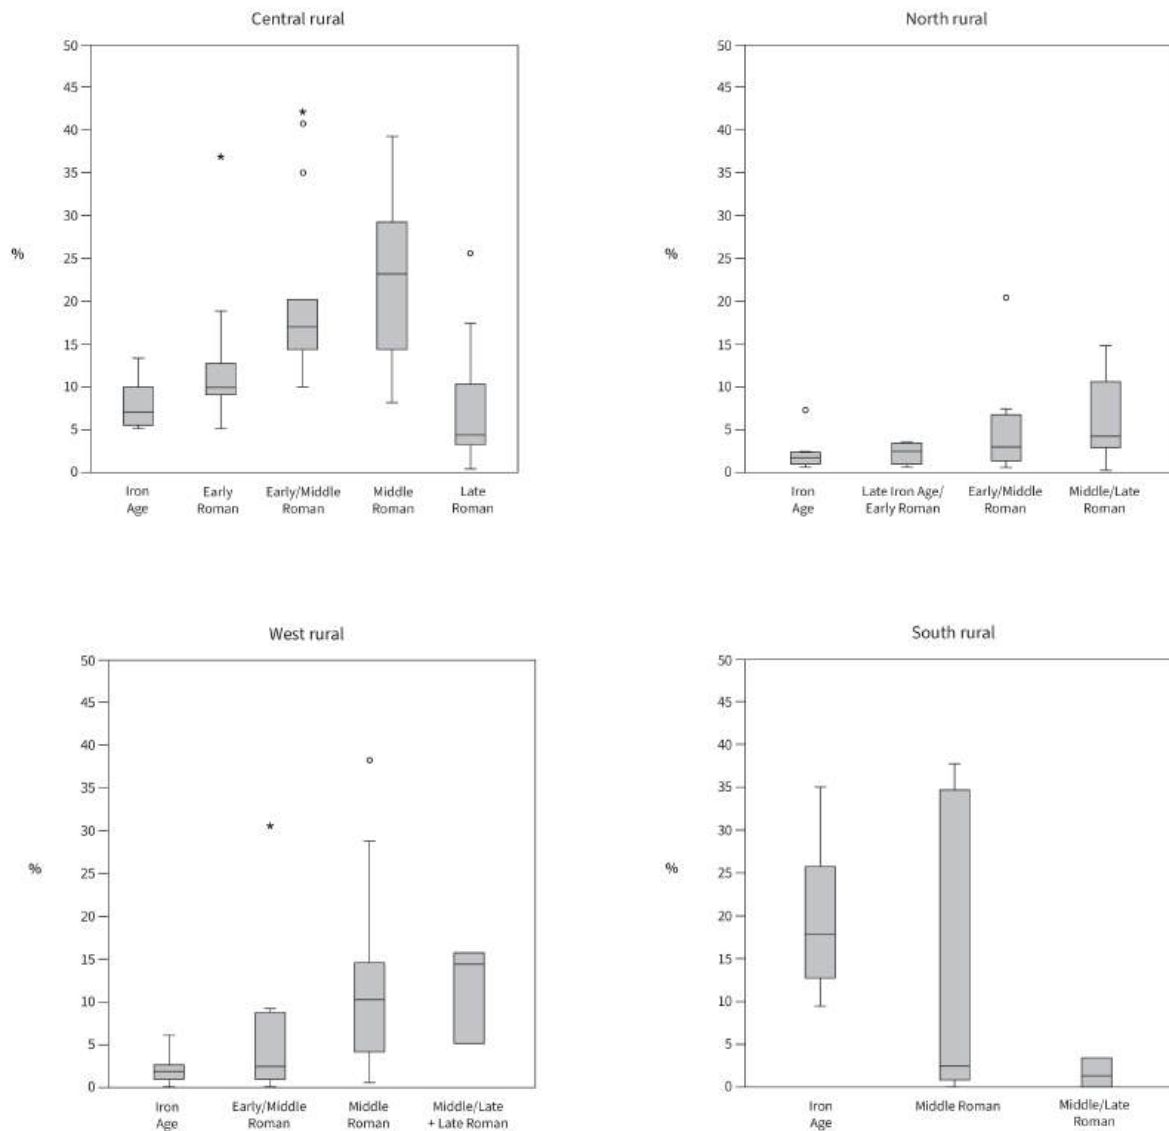 Central rural
50
45
40
35
30
25
20
15
10
5
0
%
Iron
Age
Early
Roman
Early/Middle
Roman
Middle
Roman
Late
Roman
North rural
50
45
40
35
30
25
20
15
10
5
0
%
Iron
Age
Late Iron Age/
Early Roman
Early/Middle
Roman
Middle/Late
Roman
West rural
50
45
40
35
30
25
20
15
10
5
0
%
Iron
Age
Early/Middle
Roman
Middle
Roman
Middle/Late
+ Late Roman
South rural
50
45
40
35
30
25
20
15
10
5
0
%
Iron
Age
Middle Roman
Middle/Late
Roman